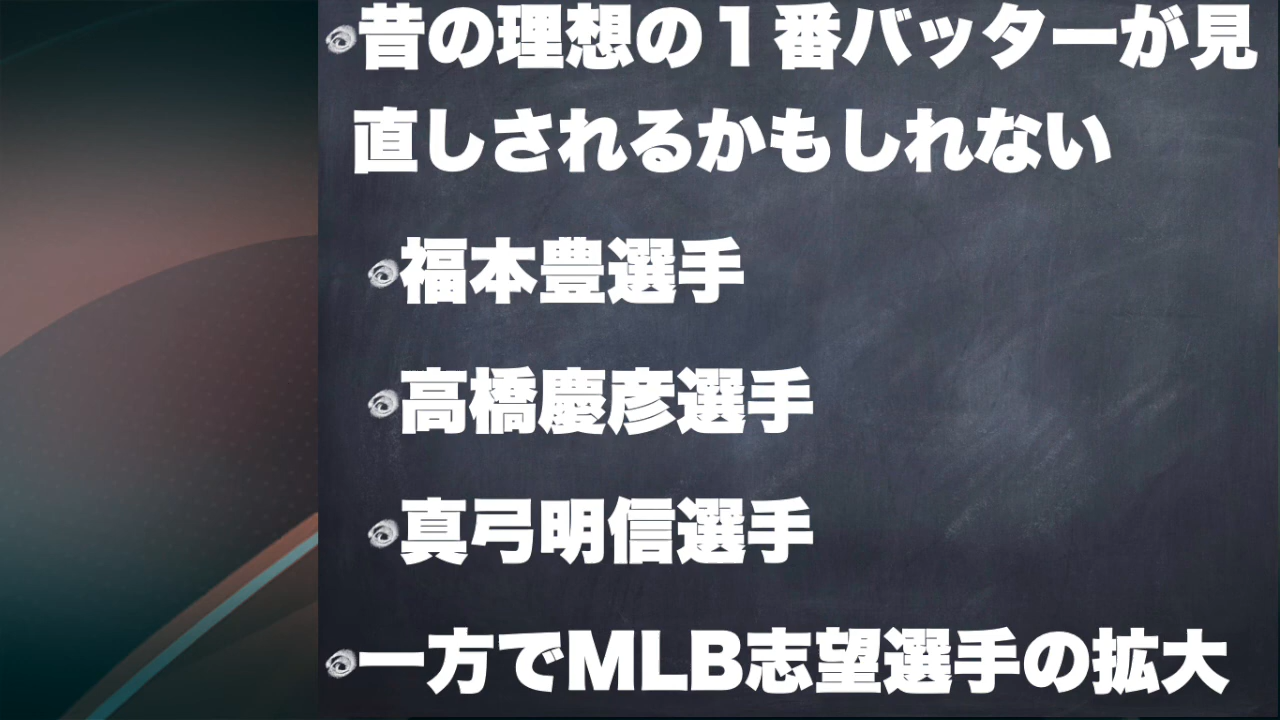 昔の理想の１番バッターが見
直しされるかもしれない
福本豊選手
高橋慶彦選手
真弓明信選手
一方でMLB志望選手の拡大